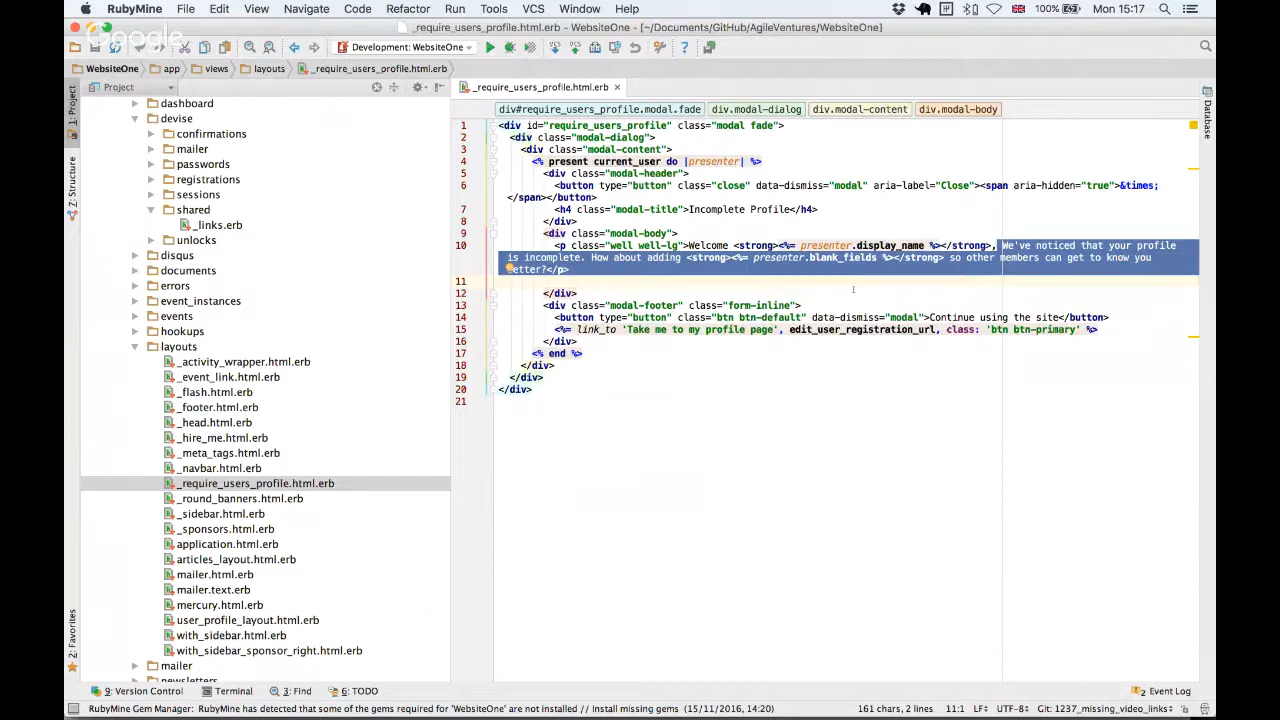 RubyMine File Edit View Navigate Code Refactor Run Tools VCS Window Help 100% Mon 15:17
_require_users_profile.html.erb - WebsiteOne - [~/Documents/GitHub/AgileVentures/WebsiteOne]
Google
Development: WebsiteOne
WebsiteOne app views layouts _require_users_profile.html.erb
Project _require_users_profile.html.erb
div#require_users_profile.modal.fade div.modal-dialog div.modal-content div.modal-body
1: Project
Z: Structure
2: Favorites
Database
dashboard
devise
confirmations
mailer
passwords
registrations
sessions
shared
_links.erb
unlocks
disqus
documents
errors
event_instances
events
hookups
layouts
_activity_wrapper.html.erb
_event_link.html.erb
_flash.html.erb
_footer.html.erb
_head.html.erb
_hire_me.html.erb
_meta_tags.html.erb
_navbar.html.erb
_require_users_profile.html.erb
_round_banners.html.erb
_sidebar.html.erb
_sponsors.html.erb
application.html.erb
articles_layout.html.erb
mailer.html.erb
mailer.text.erb
mercury.html.erb
user_profile_layout.html.erb
with_sidebar.html.erb
with_sidebar_sponsor_right.html.erb
mailer
newsletters
1 <div id="require_users_profile" class="modal fade">
2 <div class="modal-dialog">
3 <div class="modal-content">
4 <% present current_user do |presenter| %>
5 <div class="modal-header">
6 <button type="button" class="close" data-dismiss="modal" aria-label="Close"><span aria-hidden="true">&times;
</span></button>
7 <h4 class="modal-title">Incomplete Profile</h4>
8 </div>
9 <div class="modal-body">
10 <p class="well well-lg">Welcome <strong><%= presenter.display_name %></strong>, We've noticed that your profile
is incomplete. How about adding <strong><%= presenter.blank_fields %></strong> so other members can get to know you
etter?</p>
11
12 </div>
13 <div class="modal-footer" class="form-inline">
14 <button type="button" class="btn btn-default" data-dismiss="modal">Continue using the site</button>
15 <%= link_to 'Take me to my profile page', edit_user_registration_url, class: 'btn btn-primary' %>
16 </div>
17 <% end %>
18 </div>
19 </div>
20 </div>
21
9: Version Control Terminal 3: Find 6: TODO 2 Event Log
RubyMine Gem Manager: RubyMine has detected that some of the gems required for 'WebsiteOne' are not installed // Install missing gems (15/11/2016, 14:20) 161 chars, 2 lines 11:1 LF÷ UTF-8÷ Git: 1237_missing_video_links÷